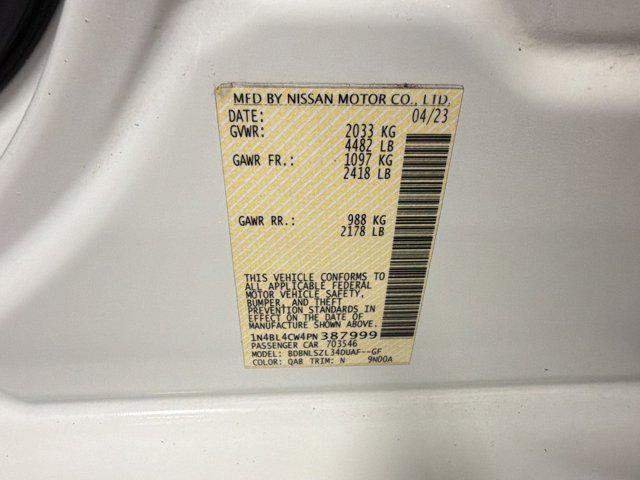 MFD BY NISSAN MOTOR CO., LTD.
DATE: 04/23
GVWR: 2033 KG
4482 LB
GAWR FR.: 1097 KG
2418 LB
GAWR RR.: 988 KG
2178 LB
THIS VEHICLE CONFORMS TO
ALL APPLICABLE FEDERAL
MOTOR VEHICLE SAFETY,
BUMPER, AND THEFT
PREVENTION STANDARDS IN
EFFECT ON THE DATE OF
MANUFACTURE SHOWN ABOVE.
1N4BL4CW4PN387999
PASSENGER CAR 703546
MODEL: BDBNLSZL34DUAF--GF
COLOR: QAB TRIM: N 9N00A